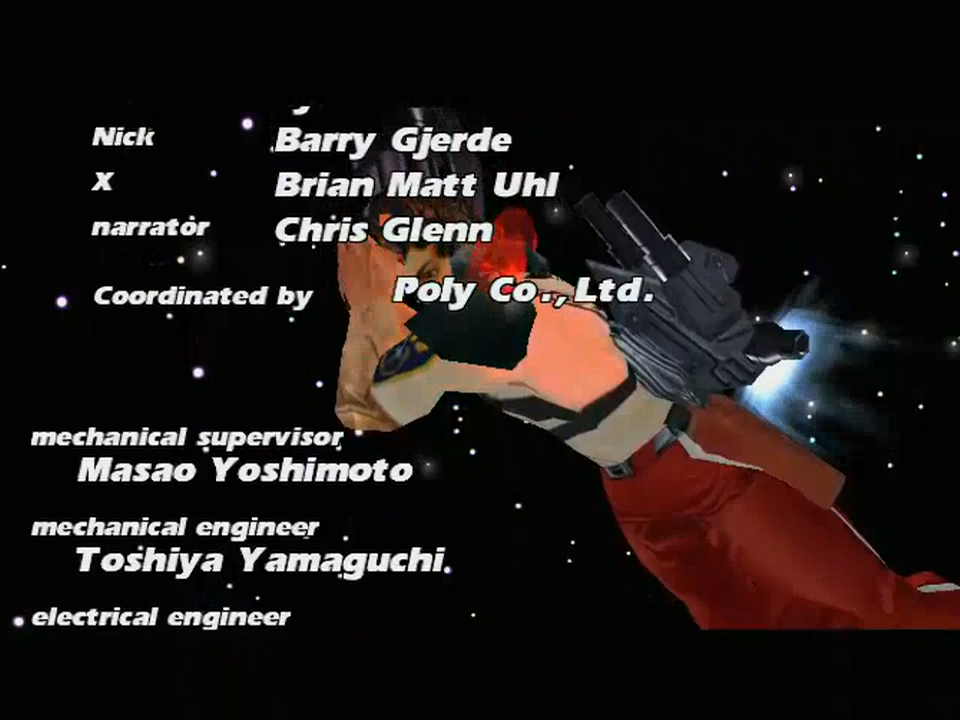 Nick Barry Gjerde
X Brian Matt Uhl
narrator Chris Glenn
Coordinated by Poly Co., Ltd.
mechanical supervisor
Masao Yoshimoto
mechanical engineer
Toshiya Yamaguchi
electrical engineer